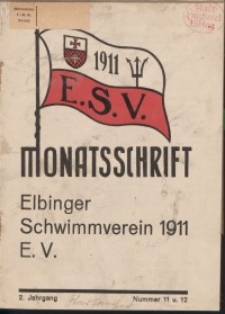 1911
E.S.V.
MONATSSCHRIFT
Elbinger
Schwimmverein 1911
E. V.
2. Jahrgang Nummer 11 u. 12